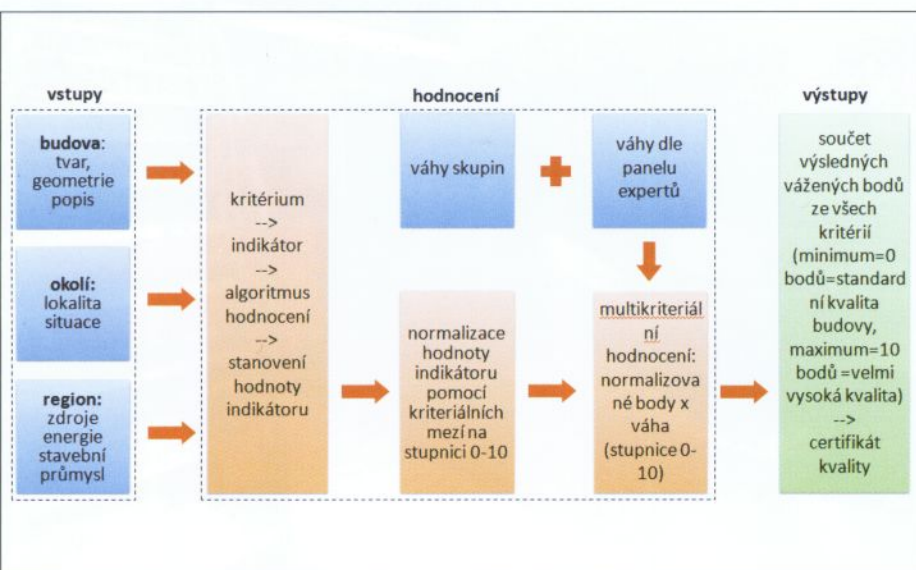 vstupy
budova:
tvar,
geometrie
popis
okolí:
lokalita
situace
region:
zdroje
energie
stavební
průmysl
hodnocení
kritérium
-->
indikátor
-->
algoritmus
hodnocení
-->
stanovení
hodnoty
indikátoru
váhy skupin
váhy dle
panelu
expertů
normalizace
hodnoty
indikátoru
pomocí
kriteriálních
mezí na
stupnici 0-10
multikriteriál
ní
hodnocení:
normalizova
né body x
váha
(stupnice 0-
10)
výstupy
součet
výsledných
vážených bodů
ze všech
kritérií
(minimum=0
bodů=standard
ní kvalita
budovy,
maximum=10
bodů =velmi
vysoká kvalita)
-->
certifikát
kvality